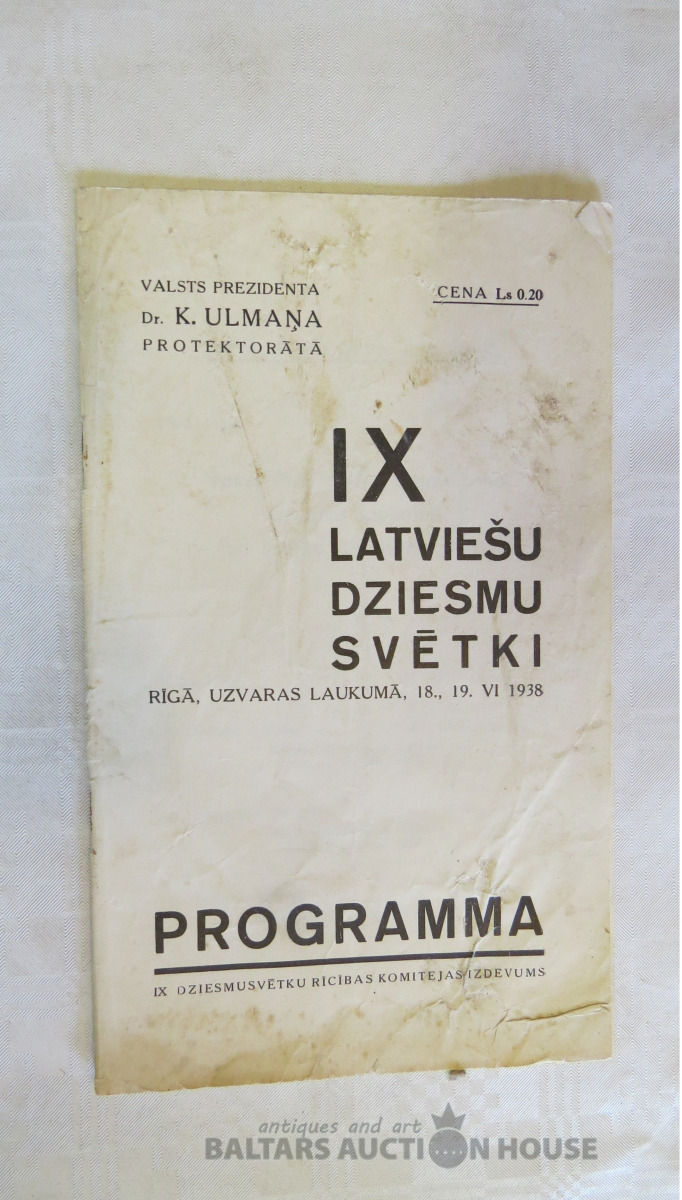 VALSTS PREZIDENTA
Dr. K. ULMAŅA
PROTEKTORĀTĀ
CENA Ls 0.20
IX
LATVIEŠU
DZIESMU
SVĒTKI
RĪGĀ, UZVARAS LAUKUMĀ, 18., 19. VI 1938
PROGRAMMA
IX DZIESMUSVĒTKU RĪCĪBAS KOMITEJAS IZDEVUMS
antiques and art
BALTARS AUCTION HOUSE